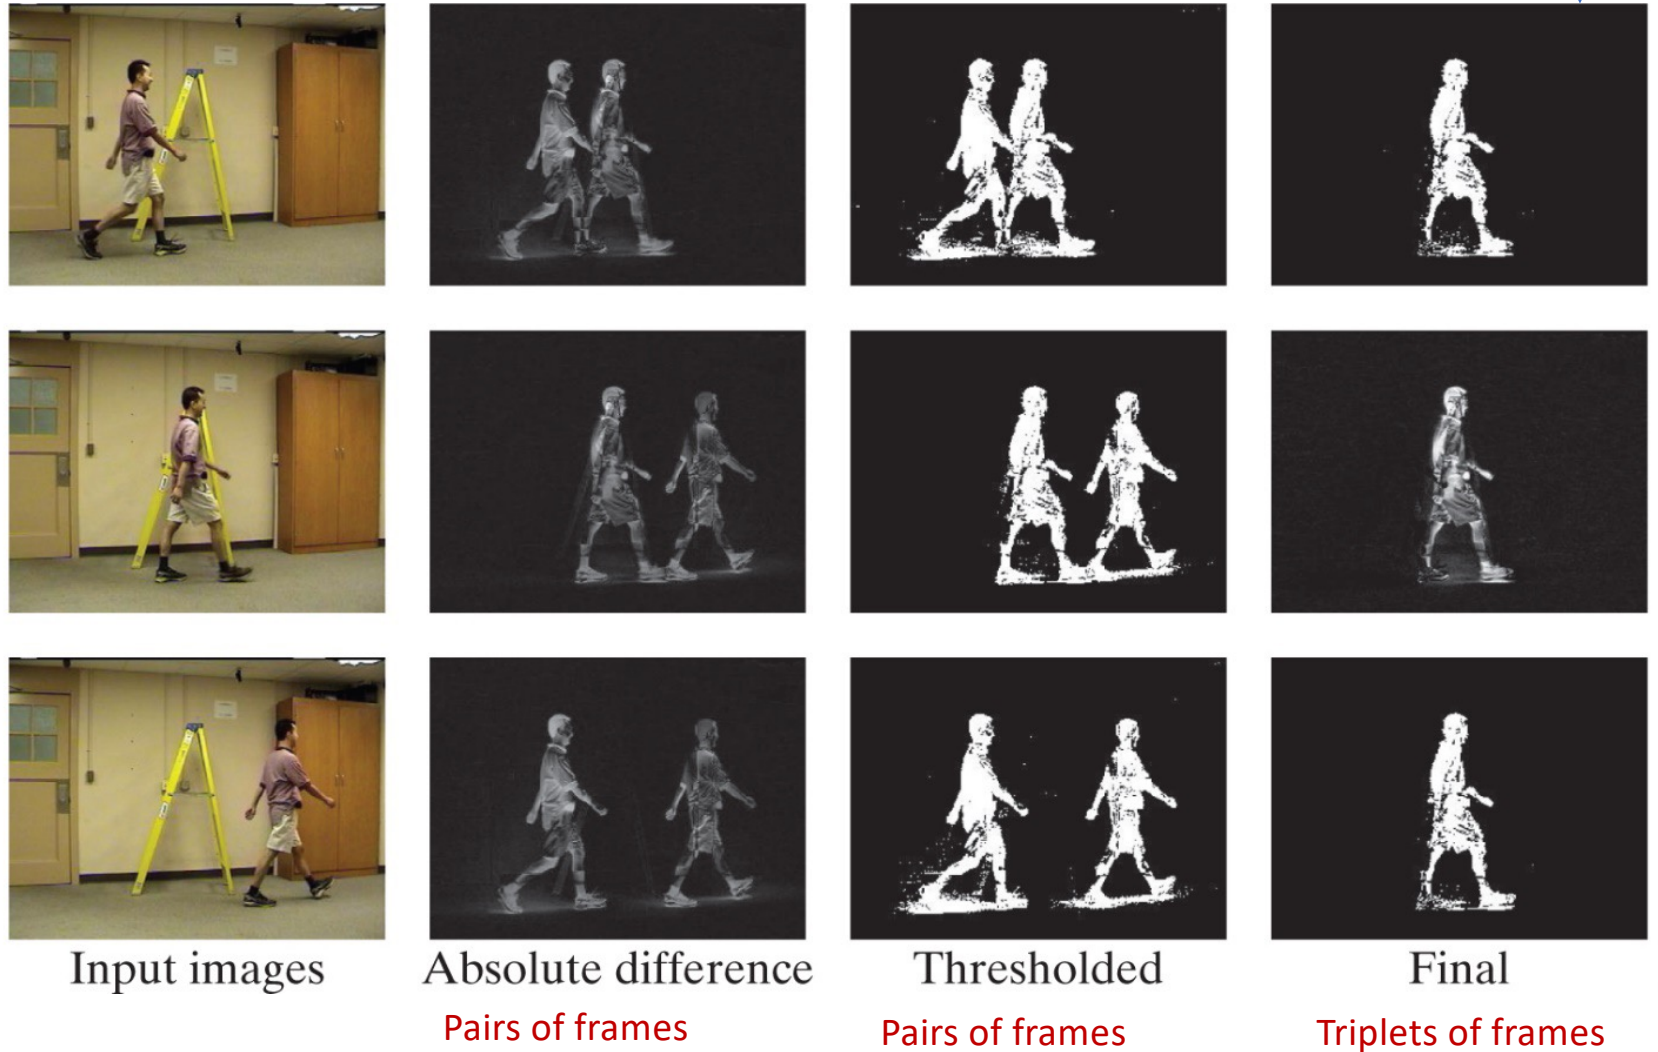 Input images
Absolute difference
Thresholded
Final
Pairs of frames
Pairs of frames
Triplets of frames